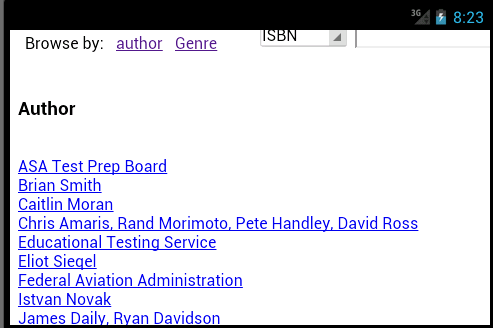 3G 8:23
Browse by: author Genre ISBN
Author
ASA Test Prep Board
Brian Smith
Caitlin Moran
Chris Amaris, Rand Morimoto, Pete Handley, David Ross
Educational Testing Service
Eliot Siegel
Federal Aviation Administration
Istvan Novak
James Daily, Ryan Davidson